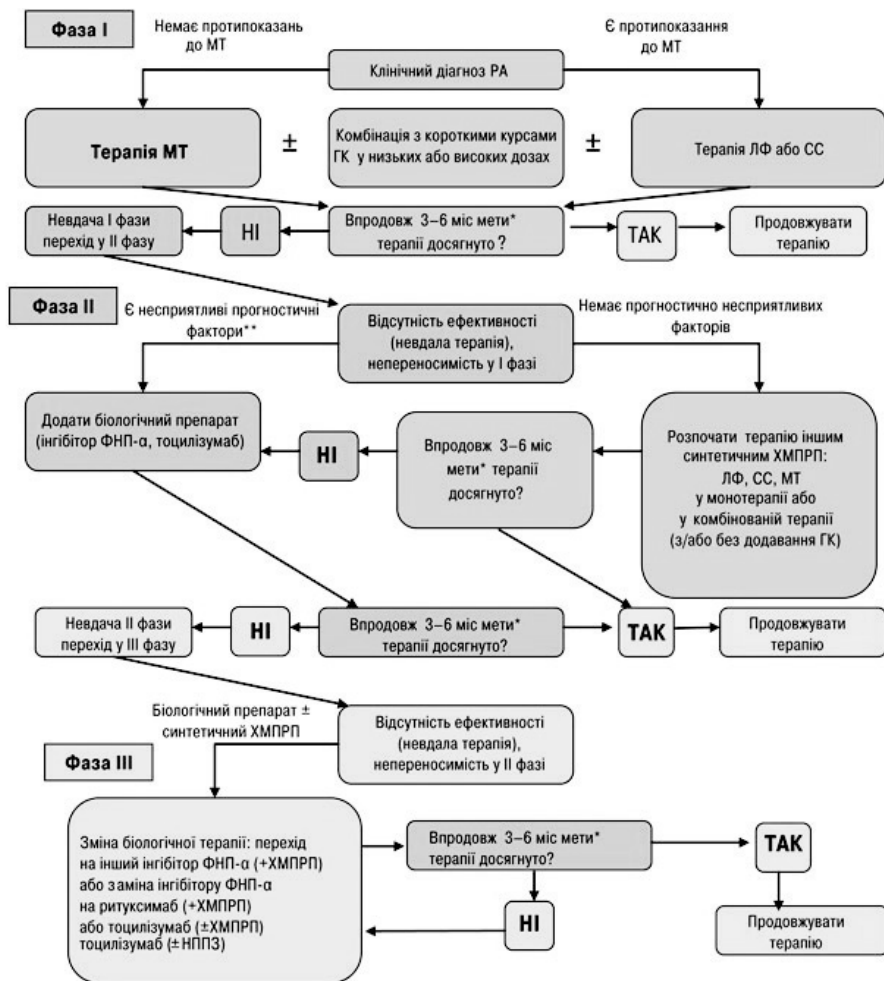 Фаза I
Немає протипоказань
до МТ
Є протипоказання
до МТ
Клінічний діагноз РА
Терапія МТ
±
Комбінація з короткими курсами
ГК у низьких або високих дозах
±
Терапія ЛФ або СС
Невдача I фази
перехід у II фазу
НІ
Впродовж 3–6 міс мети*
терапії досягнуто?
ТАК
Продовжувати
терапію
Фаза II
Є несприятливі прогностичні
фактори**
Немає прогностично несприятливих
факторів
Відсутність ефективності
(невдала терапія),
непереносимість у I фазі
Додати біологічний препарат
(інгібітор ФНП-α, тоцилізумаб)
НІ
Впродовж 3–6 міс
мети* терапії
досягнуто?
Розпочати терапію іншим
синтетичним ХМПРП:
ЛФ, СС, МТ
у монотерапії або
у комбінованій терапії
(з/або без додавання ГК)
Невдача II фази
перехід у III фазу
НІ
Впродовж 3–6 міс мети*
терапії досягнуто?
ТАК
Продовжувати
терапію
Біологічний препарат ±
синтетичний ХМПРП
Відсутність ефективності
(невдала терапія),
непереносимість у II фазі
Фаза III
Зміна біологічної терапії: перехід
на інший інгібітор ФНП-α (+ХМПРП)
або заміна інгібітору ФНП-α
на ритуксимаб (+ХМПРП)
або тоцилізумаб (±ХМПРП)
тоцилізумаб (±НППЗ)
Впродовж 3–6 міс мети*
терапії досягнуто?
ТАК
НІ
Продовжувати
терапію